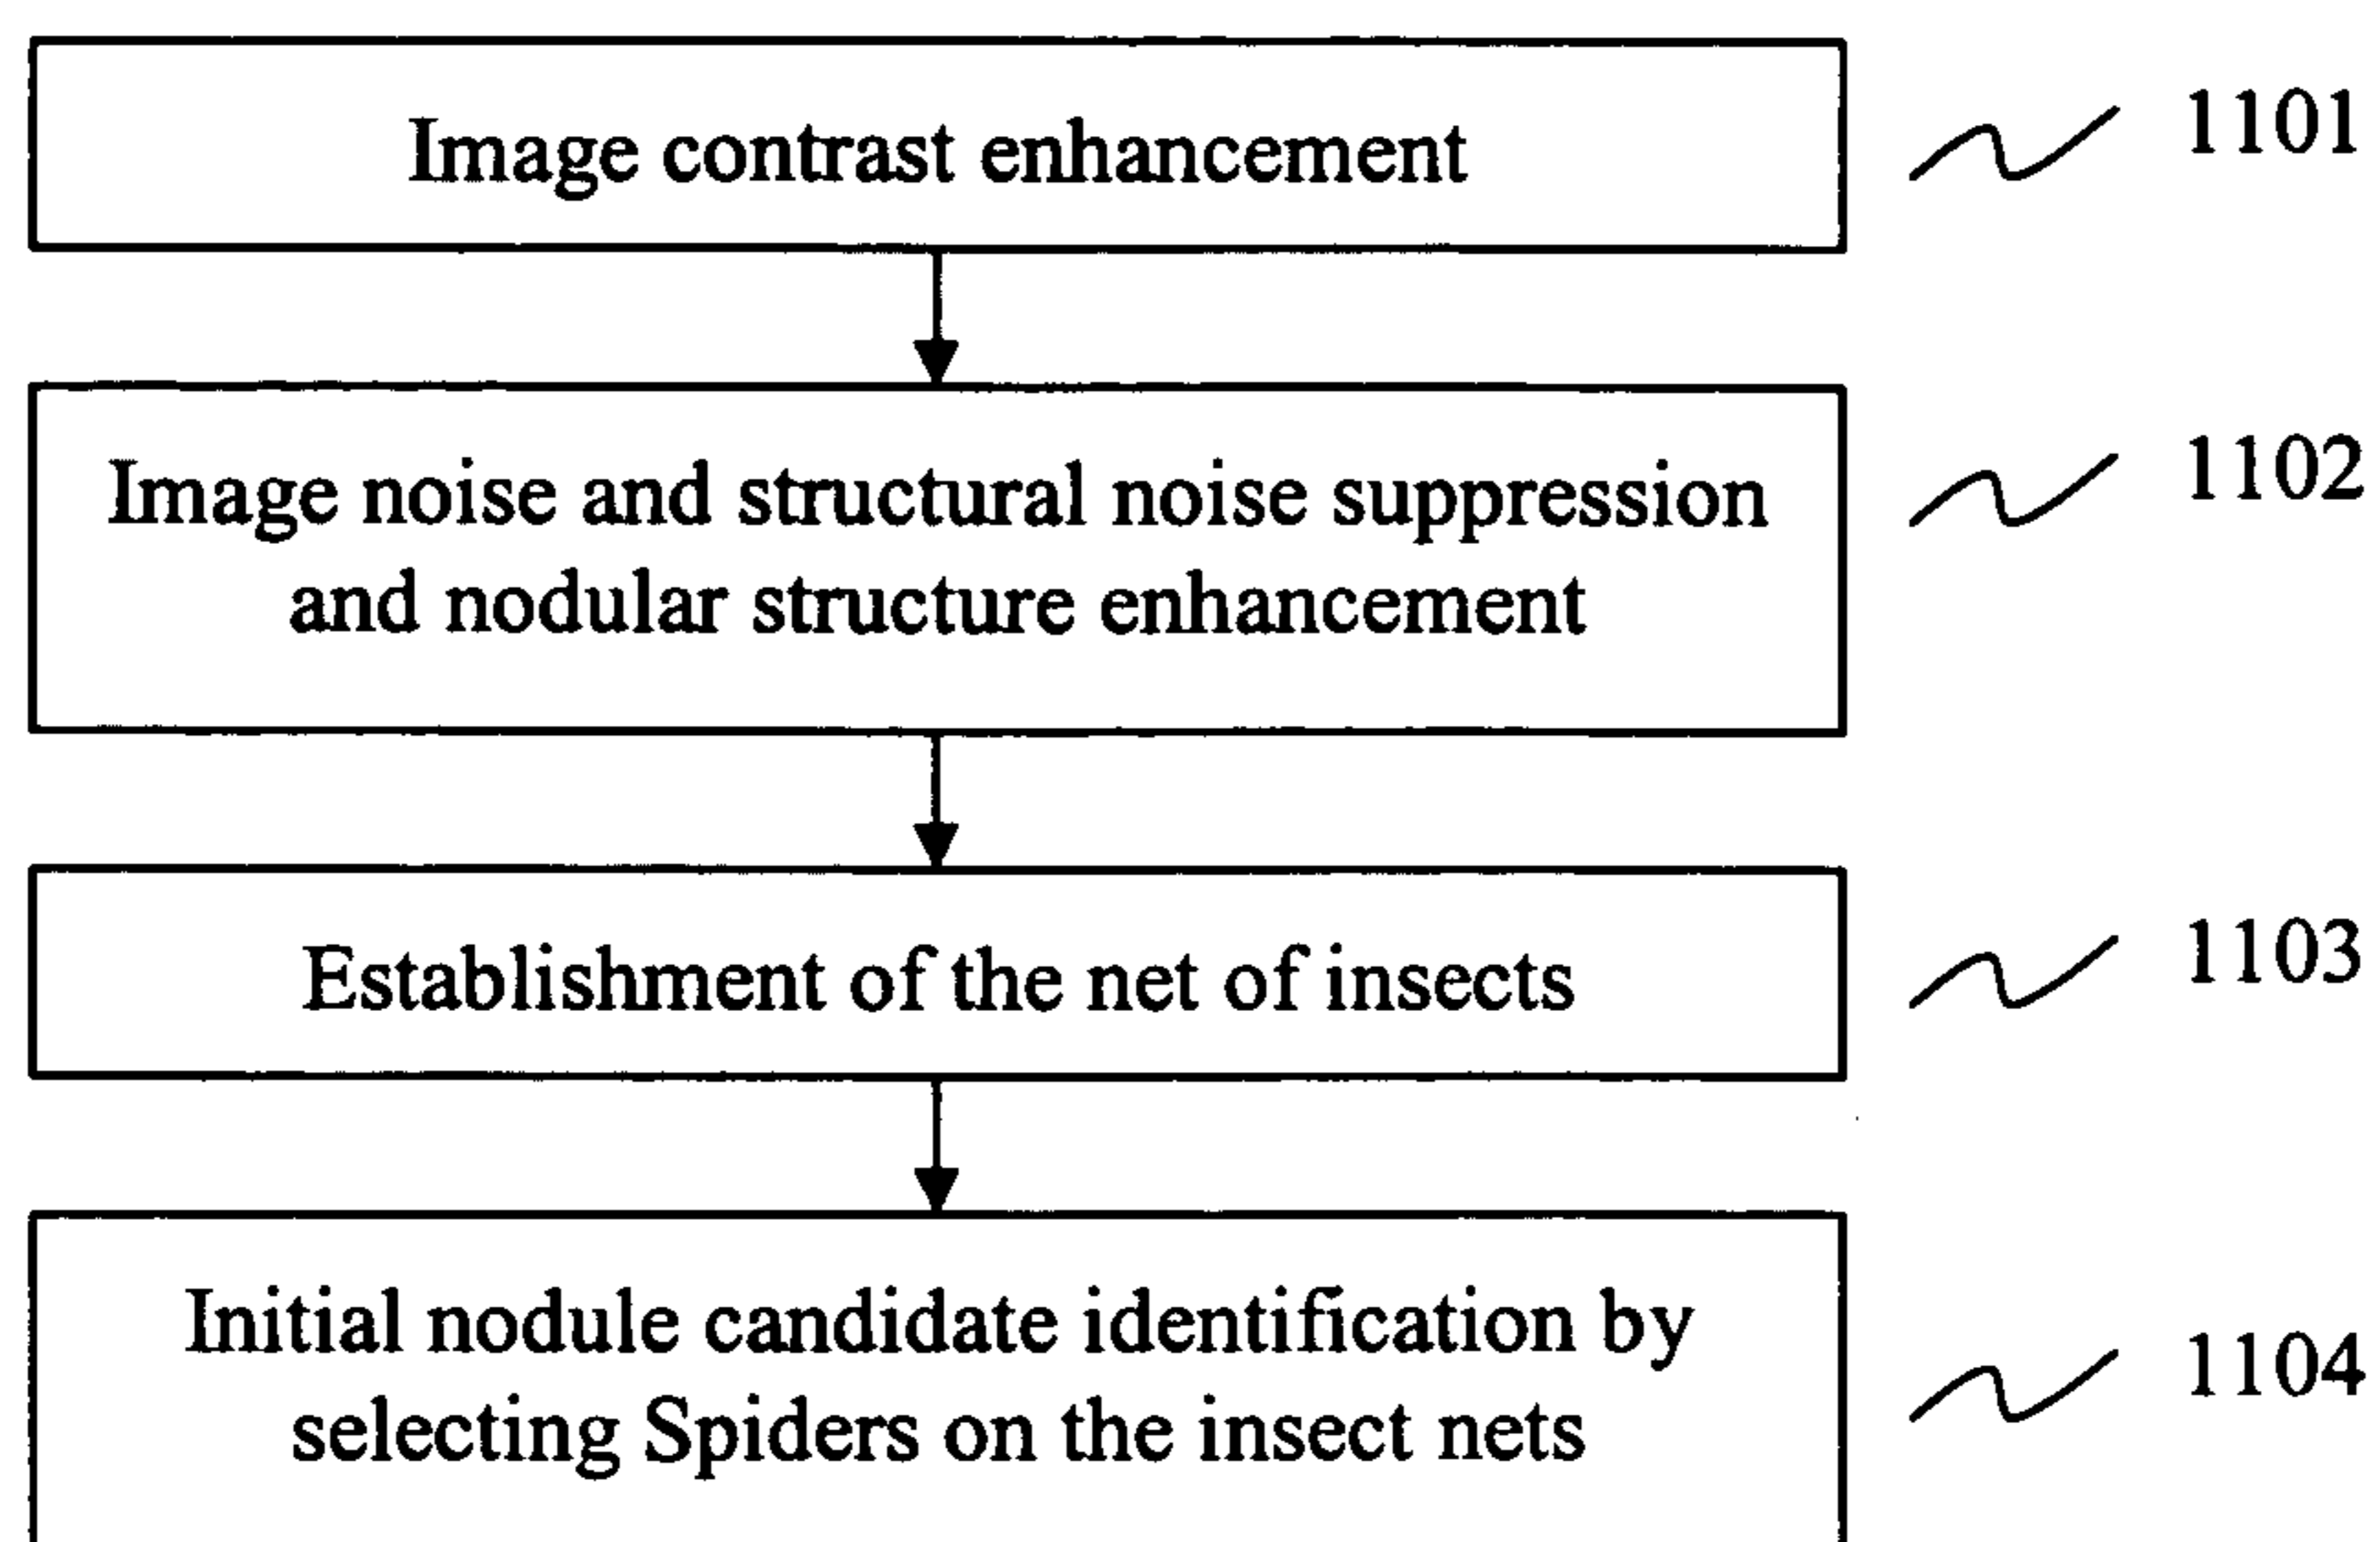 Image contrast enhancement
1101
Image noise and structural noise suppression
and nodular structure enhancement
1102
Establishment of the net of insects
1103
Initial nodule candidate identification by
selecting Spiders on the insect nets
1104